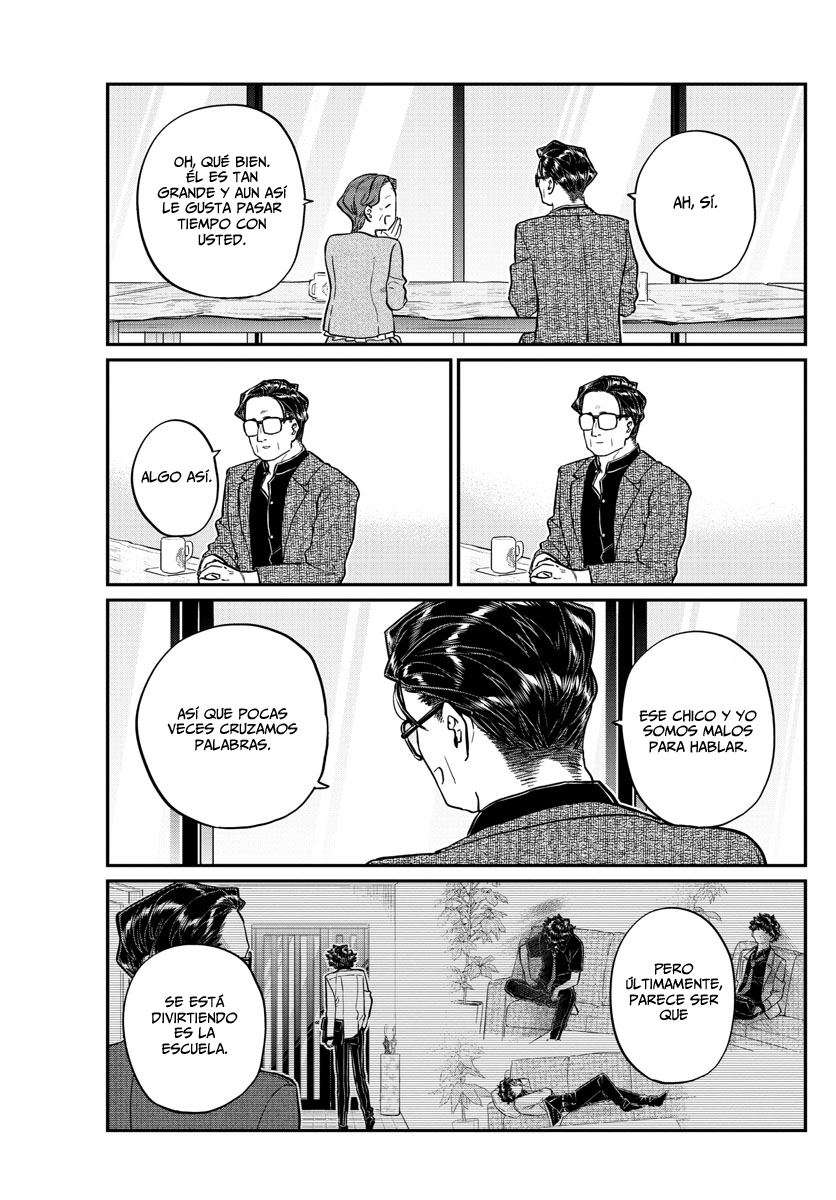 AH, SÍ.
OH, QUÉ BIEN.
ÉL ES TAN
GRANDE Y AUN ASÍ
LE GUSTA PASAR
TIEMPO CON
USTED.
ALGO ASÍ.
ESE CHICO Y YO
SOMOS MALOS
PARA HABLAR.
ASÍ QUE POCAS
VECES CRUZAMOS
PALABRAS.
PERO
ÚLTIMAMENTE,
PARECE SER
QUE
SE ESTÁ
DIVIRTIENDO
ES LA
ESCUELA.